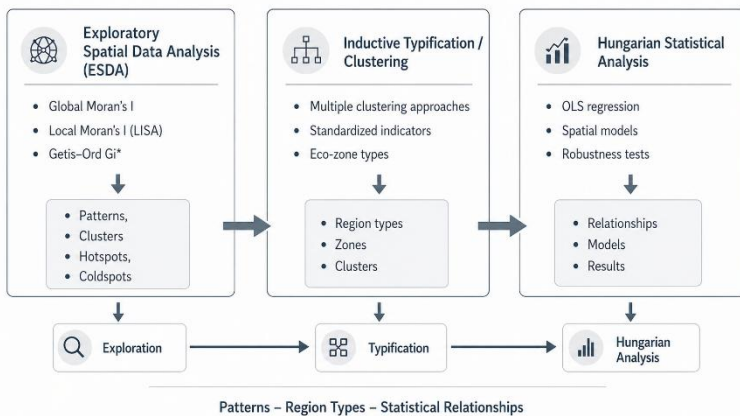 Exploratory
Spatial Data Analysis
(ESDA)
• Global Moran's I
• Local Moran's I (LISA)
• Getis–Ord Gi*
• Patterns,
• Clusters
• Hotspots,
• Coldspots
Exploration
Inductive Typification /
Clustering
• Multiple clustering approaches
• Standardized indicators
• Eco-zone types
• Region types
• Zones
• Clusters
Typification
Hungarian Statistical
Analysis
• OLS regression
• Spatial models
• Robustness tests
• Relationships
• Models
• Results
Hungarian
Analysis
Patterns – Region Types – Statistical Relationships